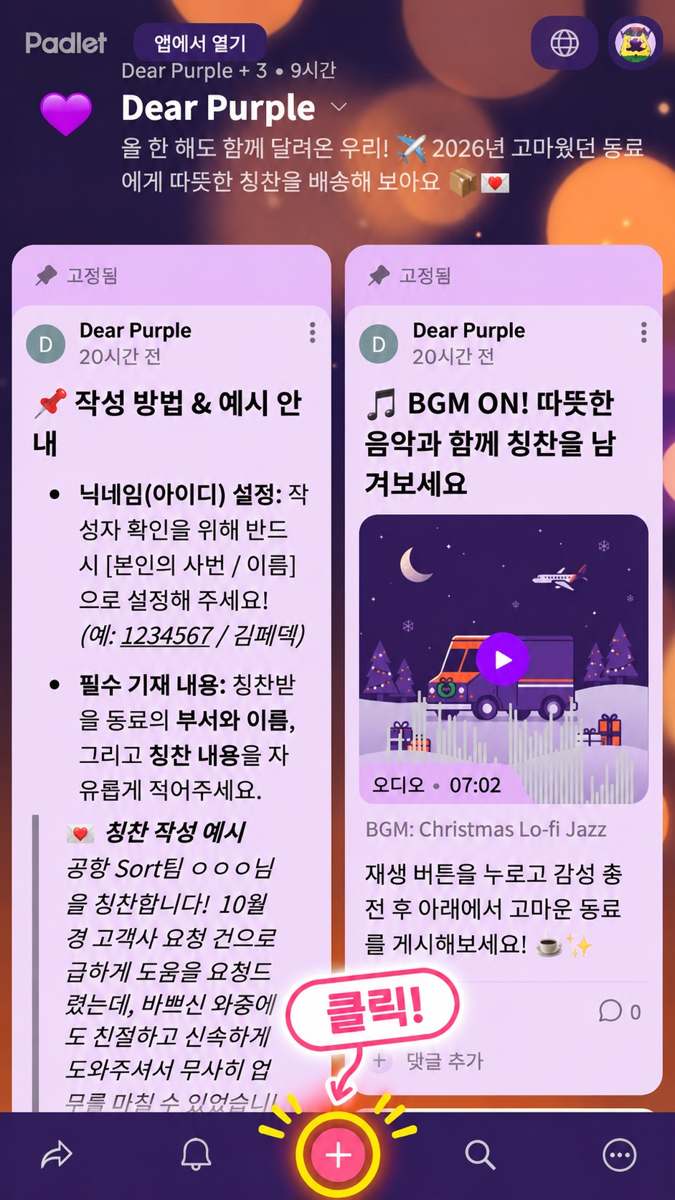 Padlet
앱에서 열기
Dear Purple + 3 • 9시간
Dear Purple
올 한 해도 함께 달려온 우리! ✈️ 2026년 고마웠던 동료
에게 따뜻한 칭찬을 배송해 보아요 📦💌
고정됨
D
Dear Purple
20시간 전
📌 작성 방법 & 예시 안
내
• 닉네임(아이디) 설정: 작
성자 확인을 위해 반드
시 [본인의 사번 / 이름]
으로 설정해 주세요!
(예: 1234567 / 김페덱)
• 필수 기재 내용: 칭찬받
을 동료의 부서와 이름,
그리고 칭찬 내용을 자
유롭게 적어주세요.
💌 칭찬 작성 예시
공항 Sort팀 ㅇㅇㅇ님
을 칭찬합니다! 10월
경 고객사 요청 건으로
급하게 도움을 요청드
렸는데, 바쁘신 와중에
도 친절하고 신속하게
도와주셔서 무사히 업
무를 마칠 수 있었습니
고정됨
D
Dear Purple
20시간 전
🎵 BGM ON! 따뜻한
음악과 함께 칭찬을 남
겨보세요
오디오 • 07:02
BGM: Christmas Lo-fi Jazz
재생 버튼을 누르고 감성 충
전 후 아래에서 고마운 동료
를 게시해보세요! ☕✨
0
+ 댓글 추가
클릭!